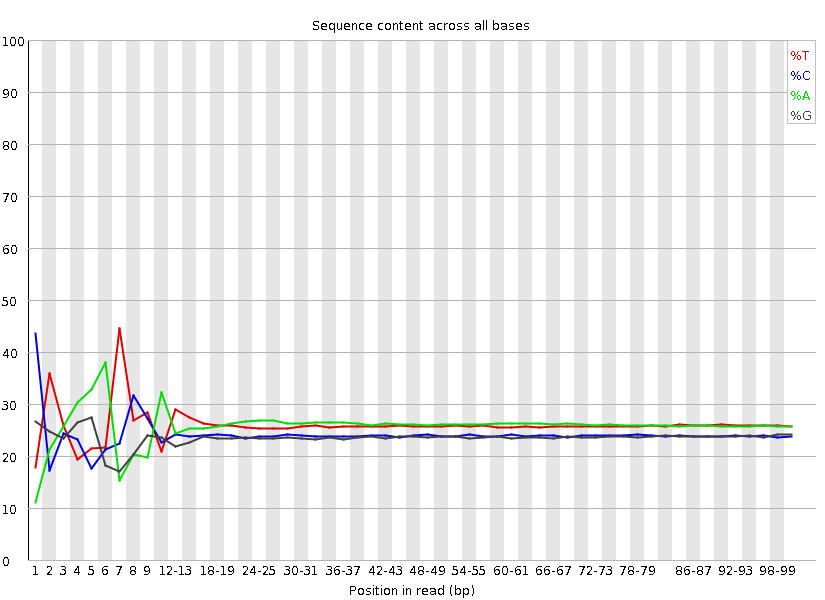 Sequence content across all bases
100
90
80
70
60
50
40
30
20
10
0
%T
%C
%A
%G
1 2 3 4 5 6 7 8 9 12-13 18-19 24-25 30-31 36-37 42-43 48-49 54-55 60-61 66-67 72-73 78-79 86-87 92-93 98-99
Position in read (bp)